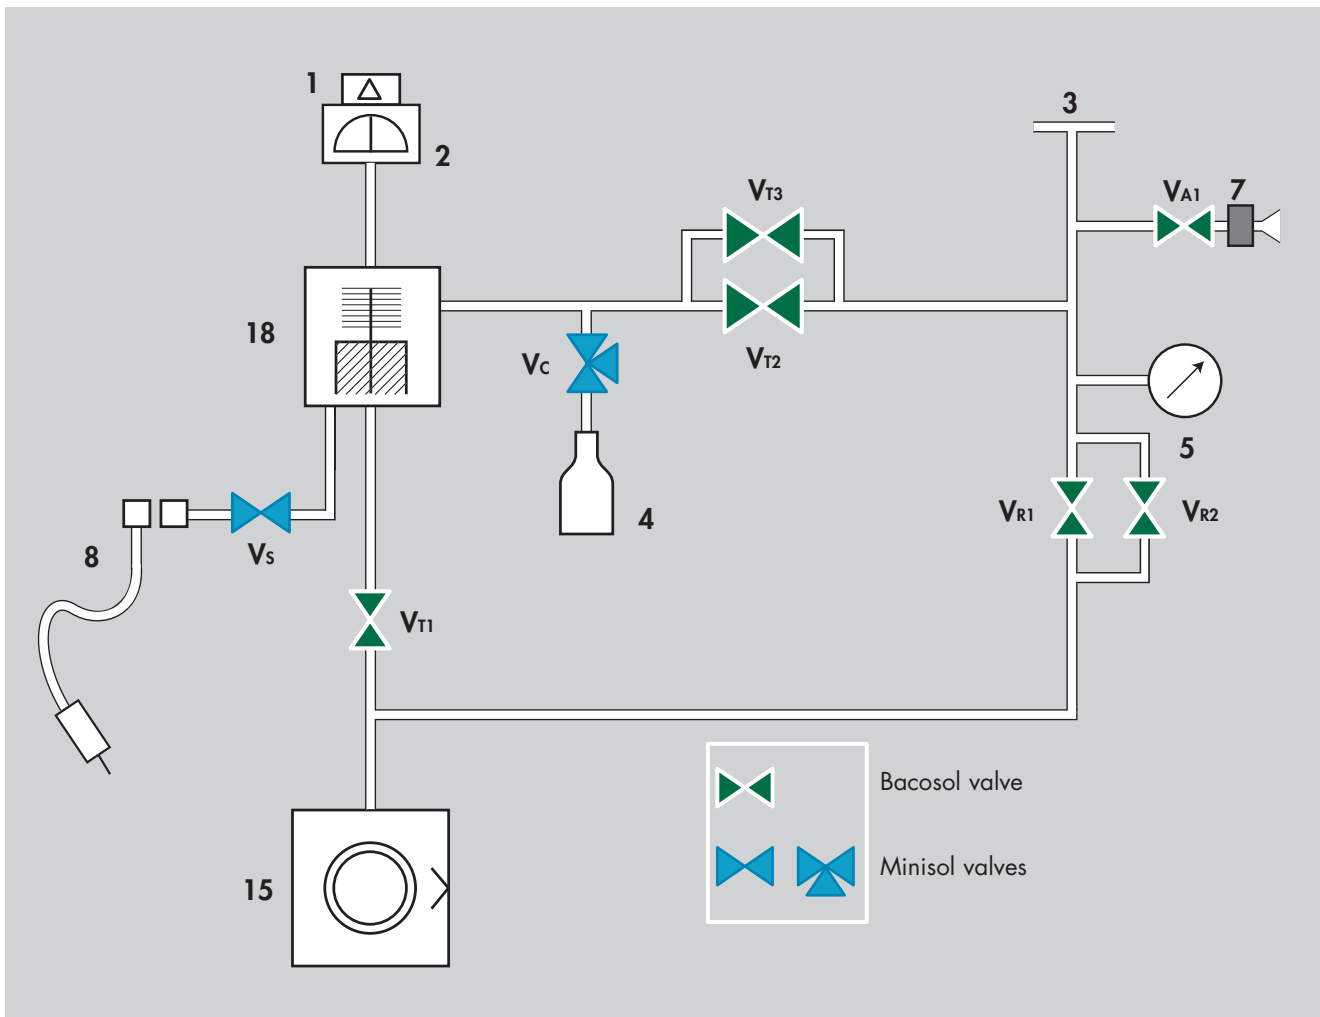 1
2
3
VT3
VA1 7
18
VC
VT2
5
VR1
VR2
4
8
VS
VT1
Bacosol valve
15
Minisol valves